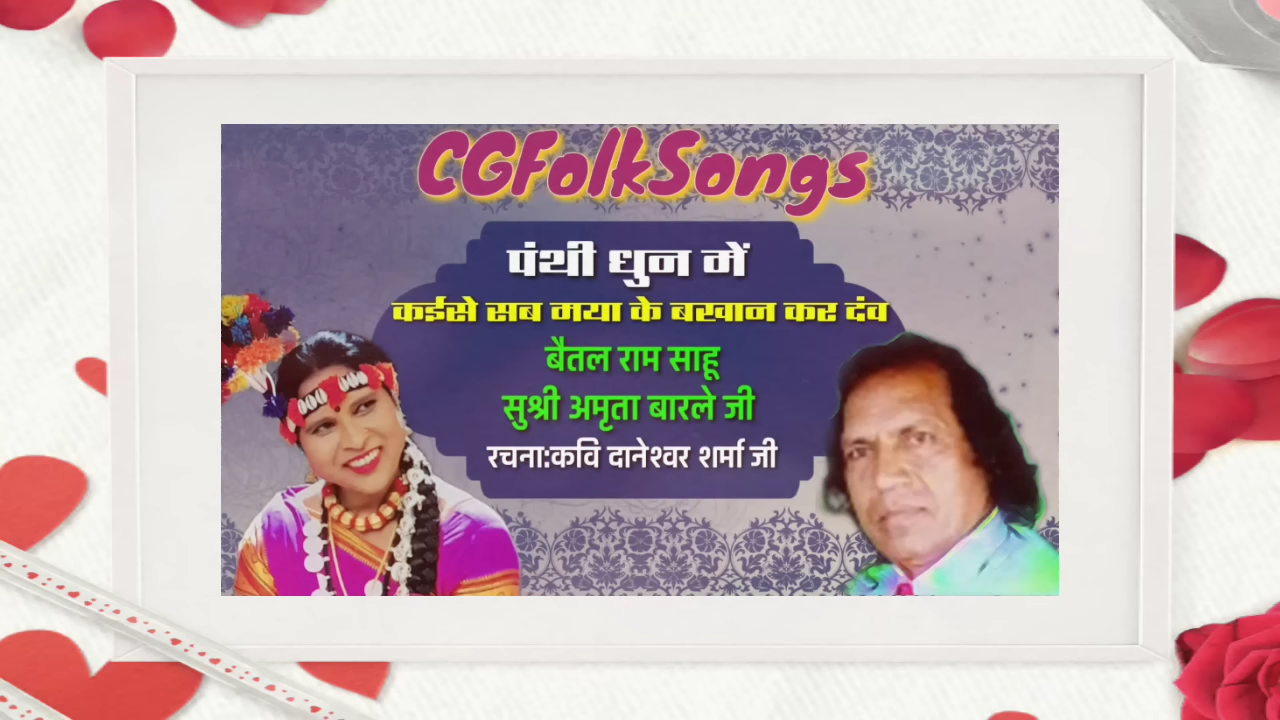 CGFolkSongs
पंथी धुन में
कईसे सब मया के बखान कर दंव
बैतल राम साहू
सुश्री अमृता बारले जी
रचना:कवि दानेश्वर शर्मा जी